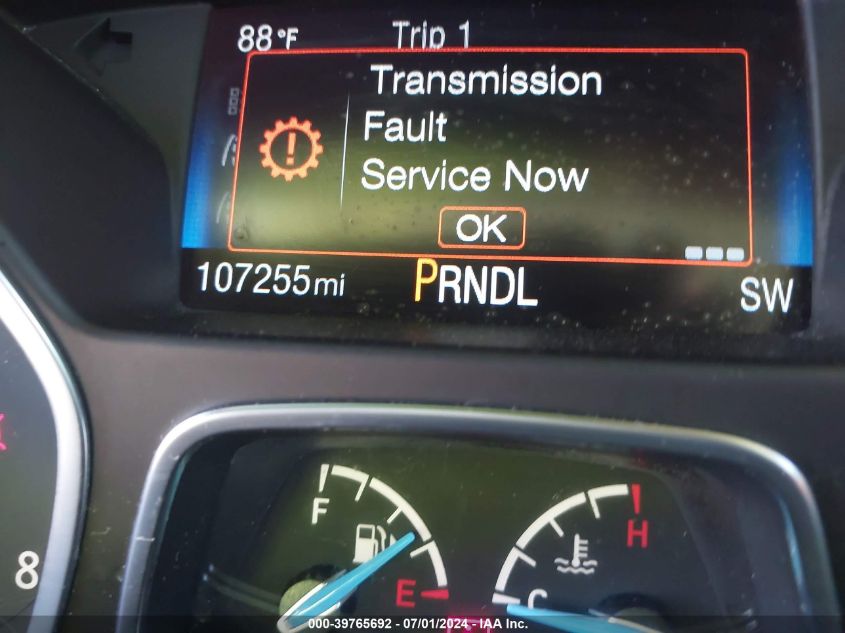 88°F Trip 1
Transmission
Fault
Service Now
OK
107255mi PRNDL SW
F
H
8
E
C
000-39765692 - 07/01/2024 - IAA Inc.